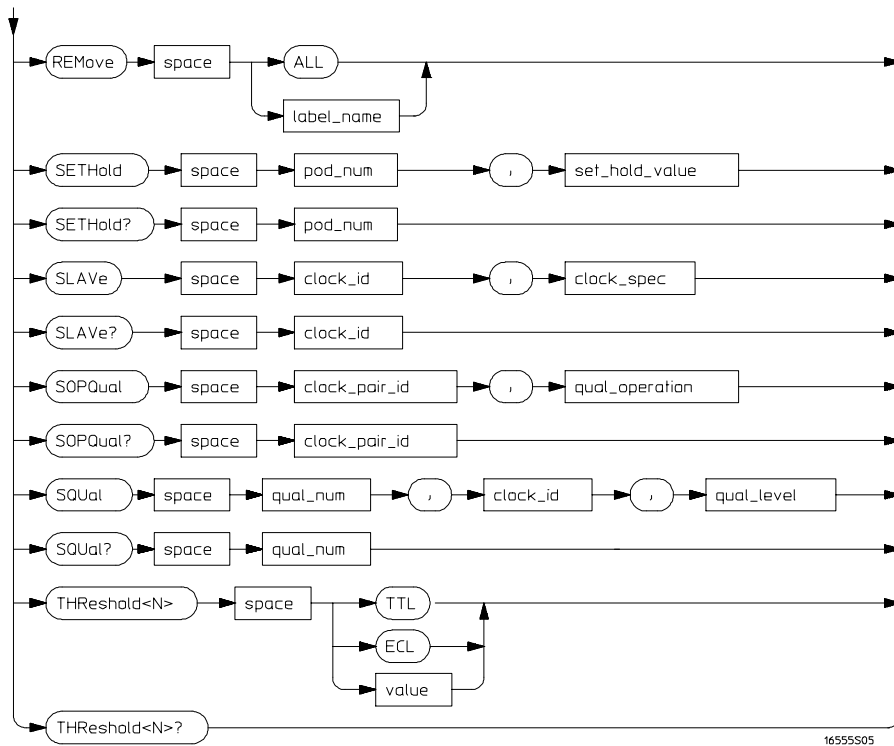 REMove space ALL
label_name
SETHold space pod_num , set_hold_value
SETHold? space pod_num
SLAVe space clock_id , clock_spec
SLAVe? space clock_id
SOPQual space clock_pair_id , qual_operation
SOPQual? space clock_pair_id
SQUal space qual_num , clock_id , qual_level
SQUal? space qual_num
THReshold<N> space TTL
ECL
value
THReshold<N>?
16555S05